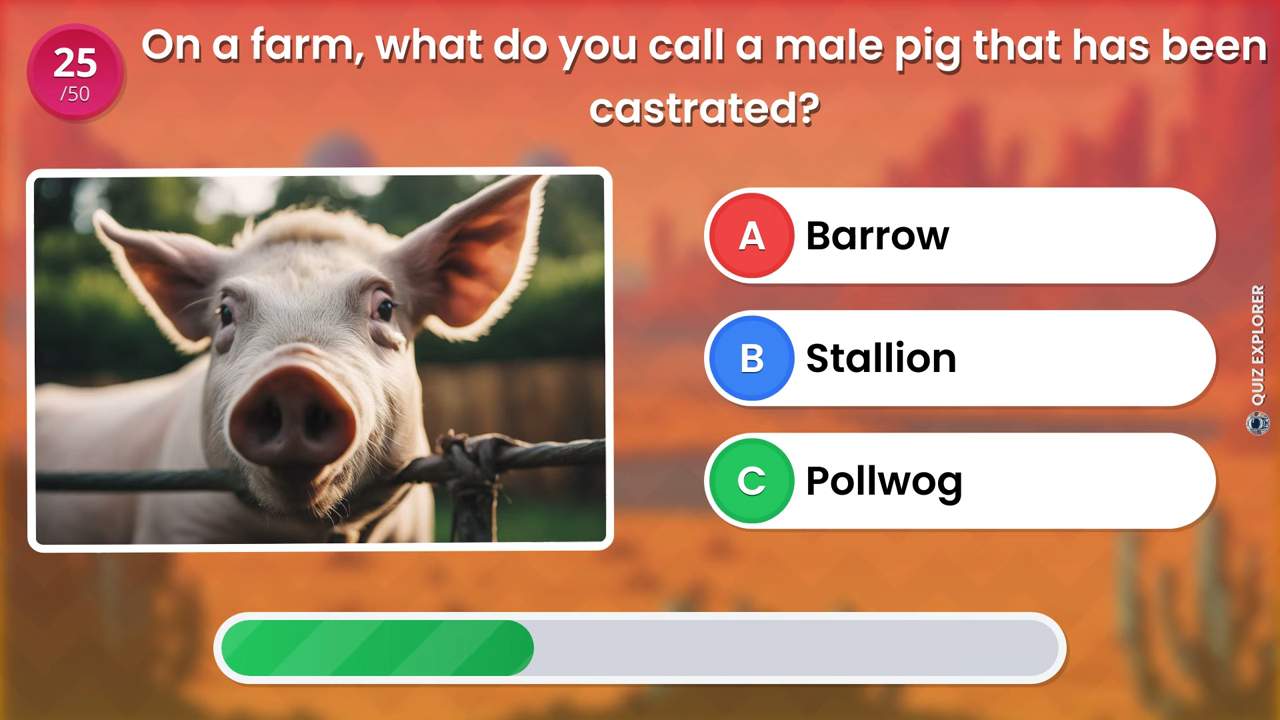 25
/50
On a farm, what do you call a male pig that has been
castrated?
A Barrow
B Stallion
C Pollwog
QUIZ EXPLORER